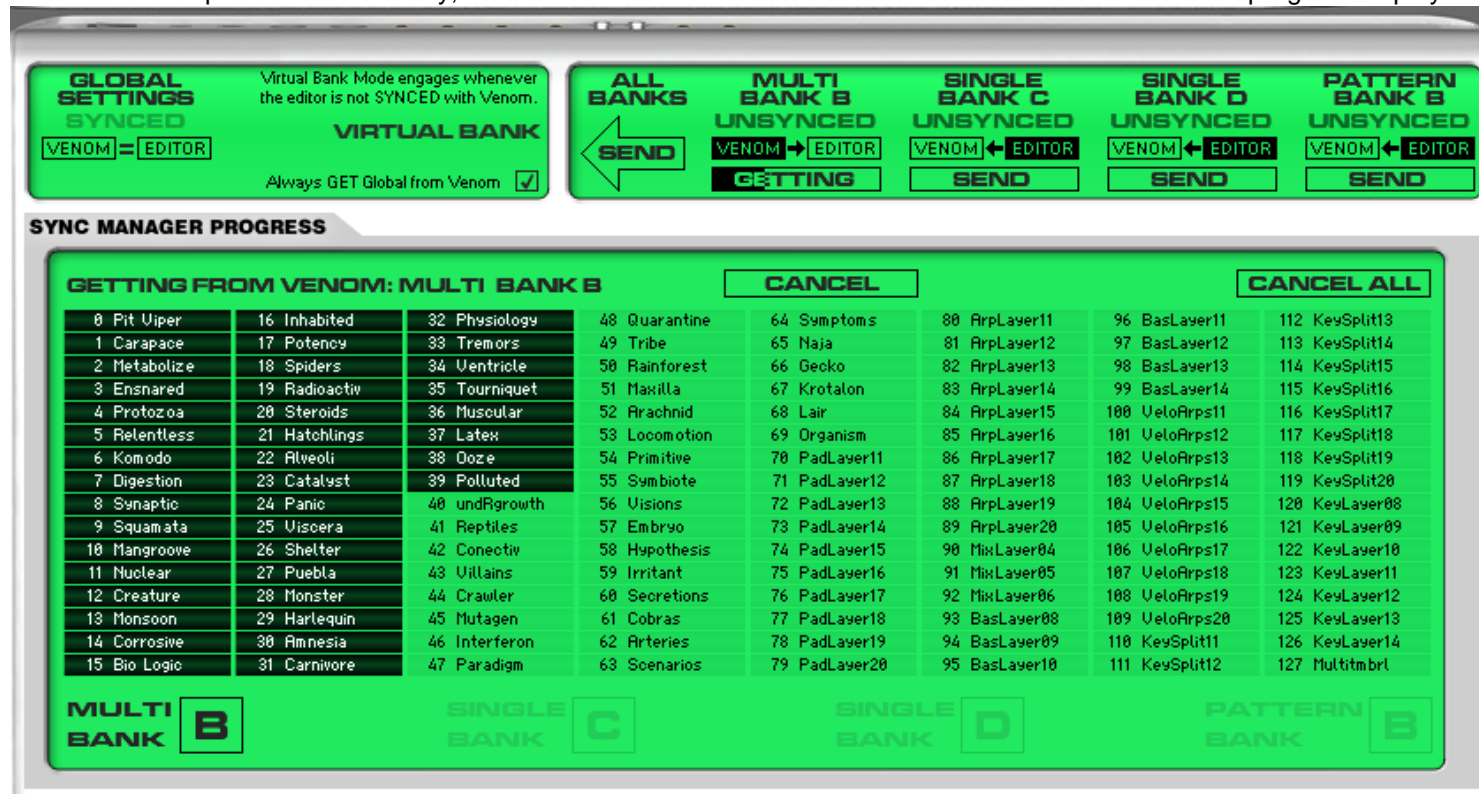 GLOBAL SETTINGS
SYNCED
VENOM = EDITOR
Virtual Bank Mode engages whenever
the editor is not SYNCED with Venom.
VIRTUAL BANK
Always GET Global from Venom
ALL BANKS
SEND
MULTI BANK B
UNSYNCED
VENOM EDITOR
GETTING
SINGLE BANK C
UNSYNCED
VENOM EDITOR
SEND
SINGLE BANK D
UNSYNCED
VENOM EDITOR
SEND
PATTERN BANK B
UNSYNCED
VENOM EDITOR
SEND
SYNC MANAGER PROGRESS
GETTING FROM VENOM: MULTI BANK B
CANCEL
CANCEL ALL
0 Pit Viper
1 Carapace
2 Metabolize
3 Ensnared
4 Protozoa
5 Relentless
6 Komodo
7 Digestion
8 Synaptic
9 Squamata
10 Mangroove
11 Nuclear
12 Creature
13 Monsoon
14 Corrosive
15 Bio Logic
16 Inhabited
17 Potency
18 Spiders
19 Radioactiv
20 Steroids
21 Hatchlings
22 Alveoli
23 Catalyst
24 Panic
25 Viscera
26 Shelter
27 Puebla
28 Monster
29 Harlequin
30 Amnesia
31 Carnivore
32 Physiology
33 Tremors
34 Ventricle
35 Tourniquet
36 Muscular
37 Latex
38 Ooze
39 Polluted
40 undRgrowth
41 Reptiles
42 Conectiv
43 Villains
44 Crawler
45 Mutagen
46 Interferon
47 Paradigm
48 Quarantine
49 Tribe
50 Rainforest
51 Maxilla
52 Arachnid
53 Locomotion
54 Primitive
55 Symbiote
56 Visions
57 Embryo
58 Hypothesis
59 Irritant
60 Secretions
61 Cobras
62 Arteries
63 Scenarios
64 Symptoms
65 Naja
66 Gecko
67 Krotalon
68 Lair
69 Organism
70 PadLayer11
71 PadLayer12
72 PadLayer13
73 PadLayer14
74 PadLayer15
75 PadLayer16
76 PadLayer17
77 PadLayer18
78 PadLayer19
79 PadLayer20
80 ArpLayer11
81 ArpLayer12
82 ArpLayer13
83 ArpLayer14
84 ArpLayer15
85 ArpLayer16
86 ArpLayer17
87 ArpLayer18
88 ArpLayer19
89 ArpLayer20
90 MixLayer04
91 MixLayer05
92 MixLayer06
93 BasLayer08
94 BasLayer09
95 BasLayer10
96 BasLayer11
97 BasLayer12
98 BasLayer13
99 BasLayer14
100 VeloArps11
101 VeloArps12
102 VeloArps13
103 VeloArps14
104 VeloArps15
105 VeloArps16
106 VeloArps17
107 VeloArps18
108 VeloArps19
109 VeloArps20
110 KeySplit11
111 KeySplit12
112 KeySplit13
113 KeySplit14
114 KeySplit15
115 KeySplit16
116 KeySplit17
117 KeySplit18
118 KeySplit19
119 KeySplit20
120 KeyLayer08
121 KeyLayer09
122 KeyLayer10
123 KeyLayer11
124 KeyLayer12
125 KeyLayer13
126 KeyLayer14
127 Multitmbrl
MULTI BANK B
SINGLE BANK C
SINGLE BANK D
PATTERN BANK B